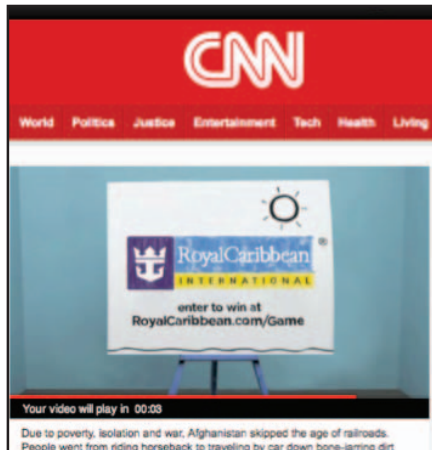 CNN
World Politics Justice Entertainment Tech Health Living
RoyalCaribbean ®
INTERNATIONAL
enter to win at
RoyalCaribbean.com/Game
Your video will play in 00:03
Due to poverty, isolation and war, Afghanistan skipped the age of railroads.
People went from riding horseback to traveling by car down bone-jarring dirt